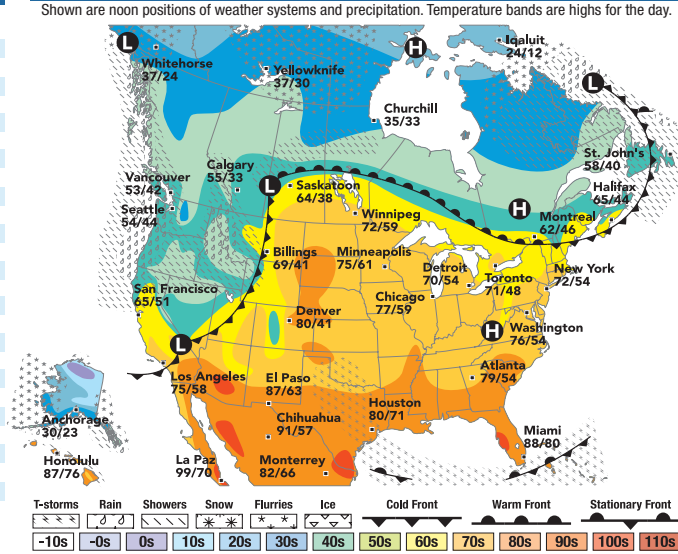 Shown are noon positions of weather systems and precipitation. Temperature bands are highs for the day.
L
H
Iqaluit
24/12
Whitehorse
37/24
Yellowknife
37/30
L
Churchill
35/33
St. John's
58/40
Calgary
55/33
Vancouver
53/42
L
Saskatoon
64/38
Halifax
65/44
Seattle
54/44
Winnipeg
72/59
H
Montreal
62/46
Billings
69/41
Minneapolis
75/61
Detroit
70/54
Toronto
71/48
New York
72/54
San Francisco
65/51
Chicago
77/59
Denver
80/41
H
Washington
76/54
L
Los Angeles
75/58
El Paso
87/63
Atlanta
79/54
Houston
80/71
Chihuahua
91/57
Anchorage
30/23
Miami
88/80
Honolulu
87/76
La Paz
99/70
Monterrey
82/66
T-storms Rain Showers Snow Flurries Ice Cold Front Warm Front Stationary Front
-10s -0s 0s 10s 20s 30s 40s 50s 60s 70s 80s 90s 100s 110s